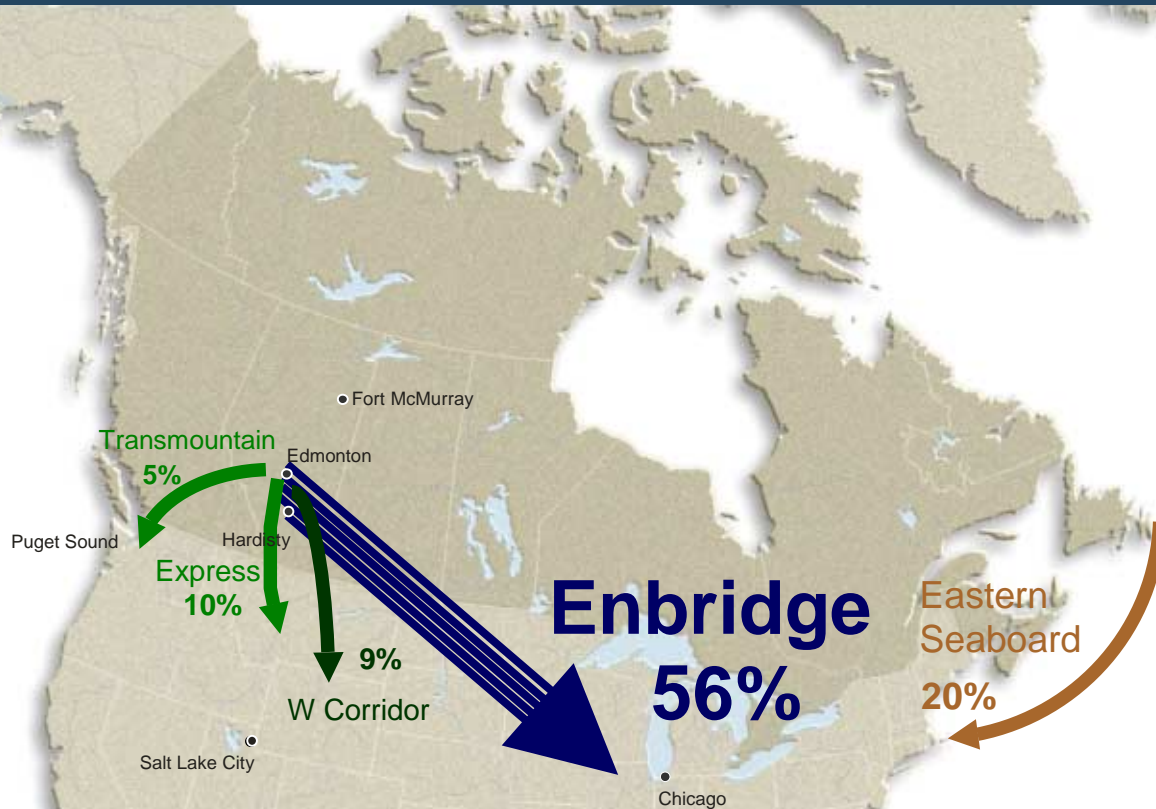 Fort McMurray
Transmountain
5%
Edmonton
Puget Sound
Hardisty
Express
10%
9%
W Corridor
Enbridge
56%
Eastern
Seaboard
20%
Salt Lake City
Chicago